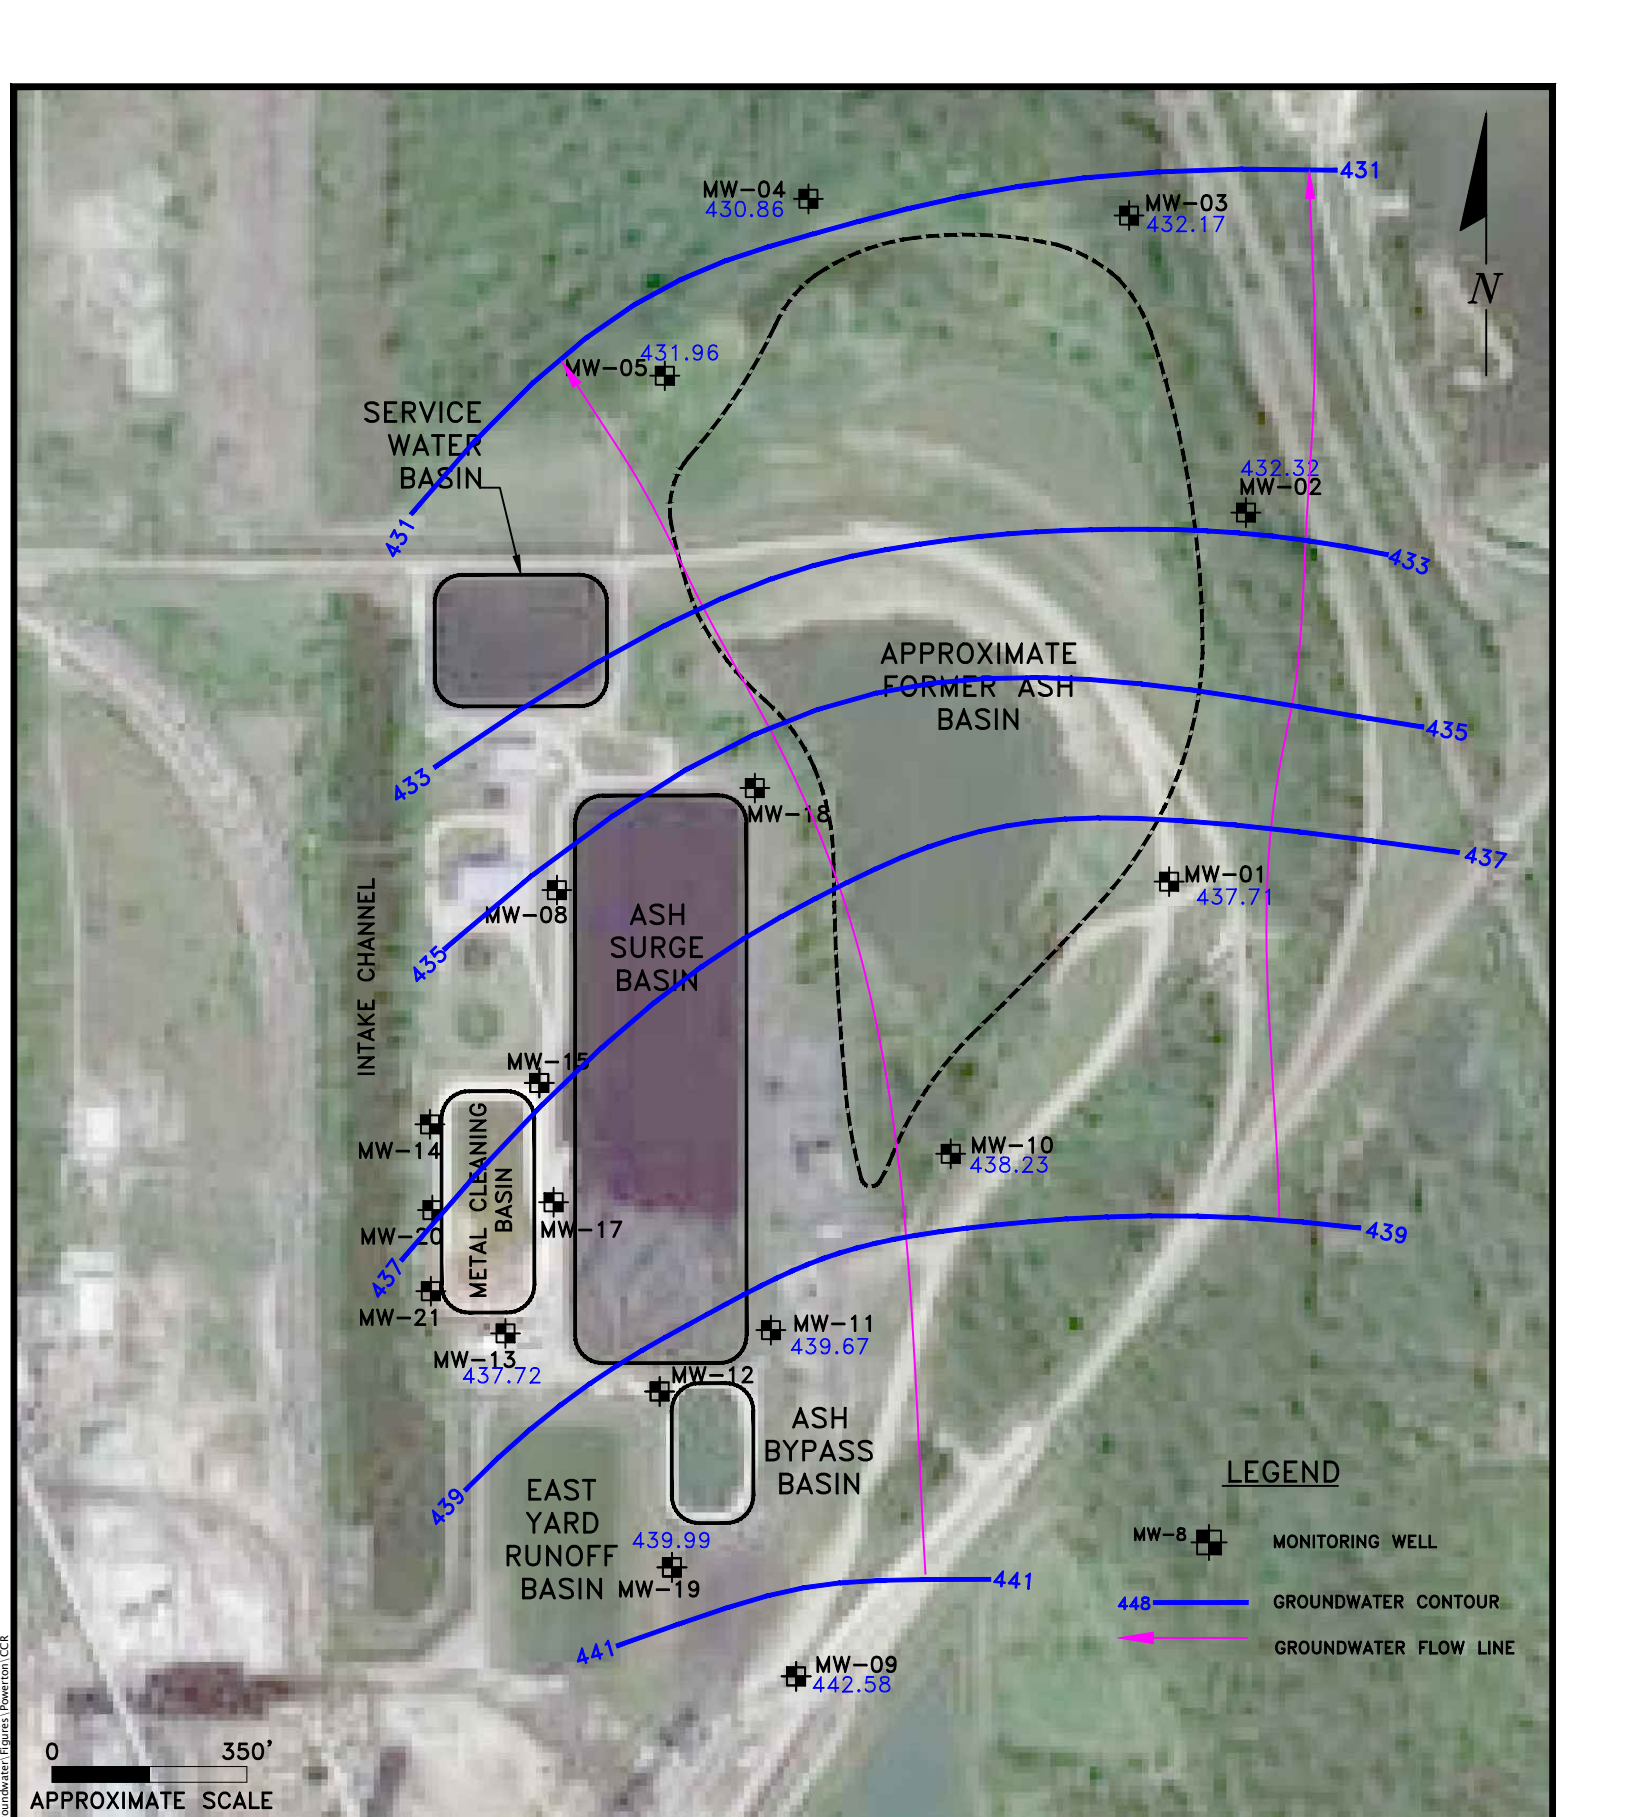 431
MW-04
430.86
MW-03
432.17
N
431.96
MW-05
SERVICE
WATER
BASIN
431
432.32
MW-02
433
433
APPROXIMATE
FORMER ASH
BASIN
435
MW-18
437
MW-01
437.71
MW-08
ASH
SURGE
BASIN
435
INTAKE CHANNEL
MW-15
MW-14
METAL CLEANING
BASIN
MW-10
438.23
MW-20
MW-17
439
437
MW-21
MW-11
439.67
MW-13
437.72
MW-12
ASH
BYPASS
BASIN
439
EAST
YARD
RUNOFF
BASIN
439.99
MW-19
441
441
MW-09
442.58
LEGEND
MW-8
MONITORING WELL
448
GROUNDWATER CONTOUR
GROUNDWATER FLOW LINE
0
350'
APPROXIMATE SCALE
oundwater\Figures\Powerton\CCR